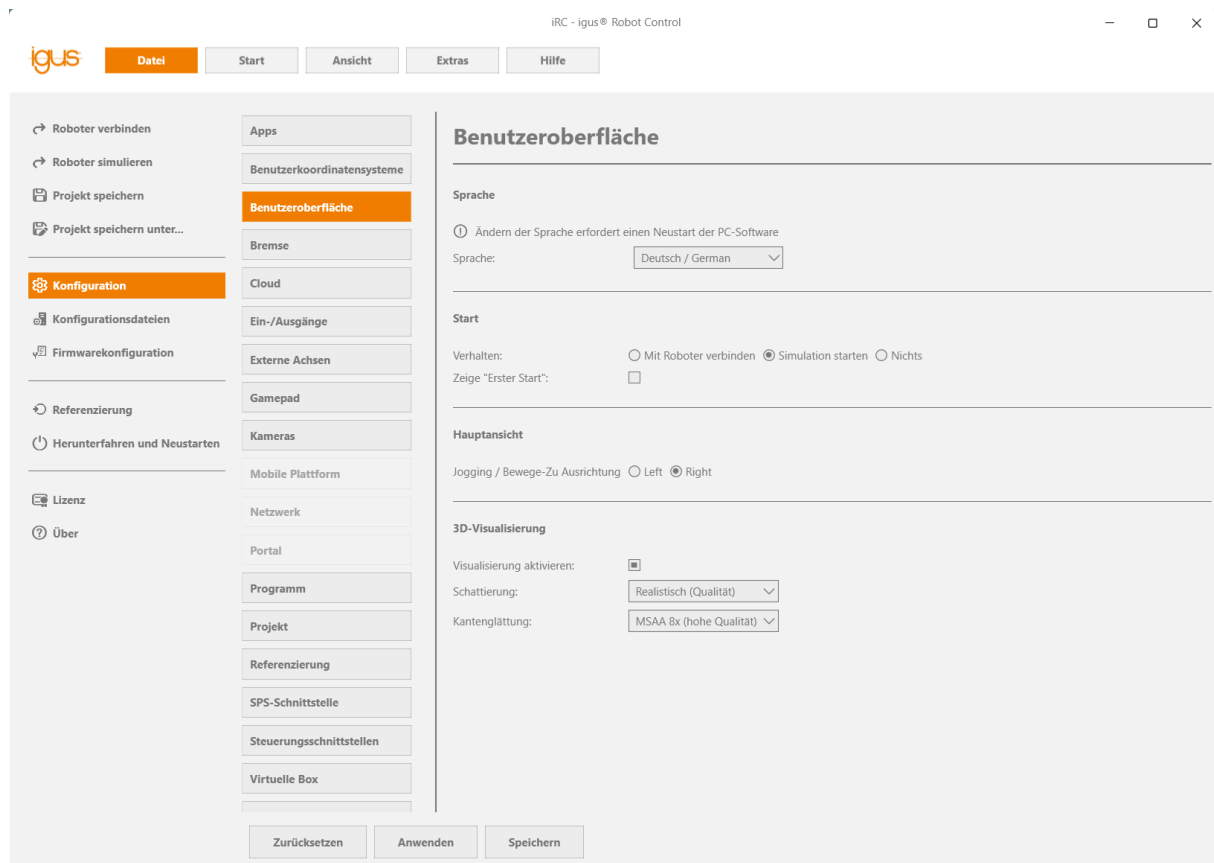 iRC - igus® Robot Control
igus
Datei
Start
Ansicht
Extras
Hilfe
Roboter verbinden
Roboter simulieren
Projekt speichern
Projekt speichern unter...
Konfiguration
Konfigurationsdateien
Firmwarekonfiguration
Referenzierung
Herunterfahren und Neustarten
Lizenz
Über
Apps
Benutzerkoordinatensysteme
Benutzeroberfläche
Bremse
Cloud
Ein-/Ausgänge
Externe Achsen
Gamepad
Kameras
Mobile Plattform
Netzwerk
Portal
Programm
Projekt
Referenzierung
SPS-Schnittstelle
Steuerungsschnittstellen
Virtuelle Box
Benutzeroberfläche
Sprache
Ändern der Sprache erfordert einen Neustart der PC-Software
Sprache: Deutsch / German
Start
Verhalten: Mit Roboter verbinden Simulation starten Nichts
Zeige "Erster Start":
Hauptansicht
Jogging / Bewege-Zu Ausrichtung Left Right
3D-Visualisierung
Visualisierung aktivieren:
Schattierung: Realistisch (Qualität)
Kantenglättung: MSAA 8x (hohe Qualität)
Zurücksetzen
Anwenden
Speichern